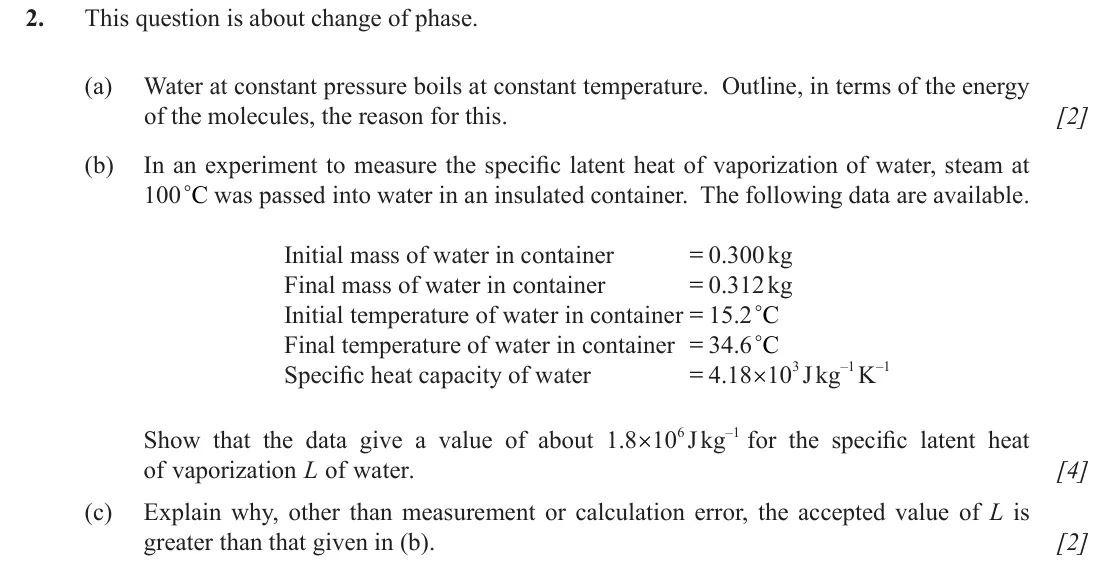 2. This question is about change of phase.
(a) Water at constant pressure boils at constant temperature. Outline, in terms of the energy
of the molecules, the reason for this. [2]
(b) In an experiment to measure the specific latent heat of vaporization of water, steam at
100°C was passed into water in an insulated container. The following data are available.
Initial mass of water in container = 0.300 kg
Final mass of water in container = 0.312 kg
Initial temperature of water in container = 15.2°C
Final temperature of water in container = 34.6°C
Specific heat capacity of water = 4.18×10³ J kg⁻¹ K⁻¹
Show that the data give a value of about 1.8×10⁶ J kg⁻¹ for the specific latent heat
of vaporization L of water. [4]
(c) Explain why, other than measurement or calculation error, the accepted value of L is
greater than that given in (b). [2]